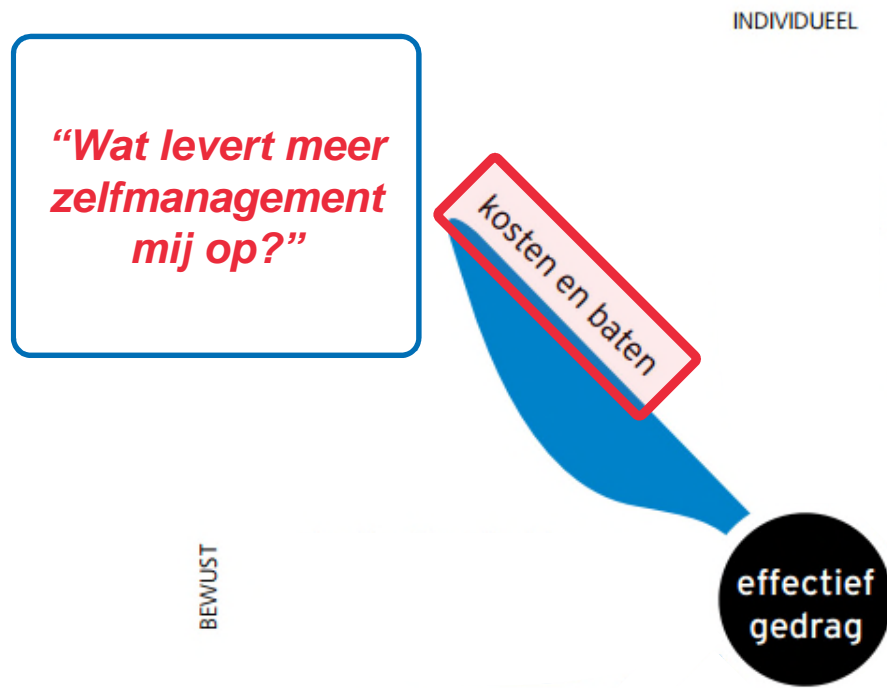 INDIVIDUEEL
“Wat levert meer
zelfmanagement
mij op?”
kosten en baten
BEWUST
effectief
gedrag